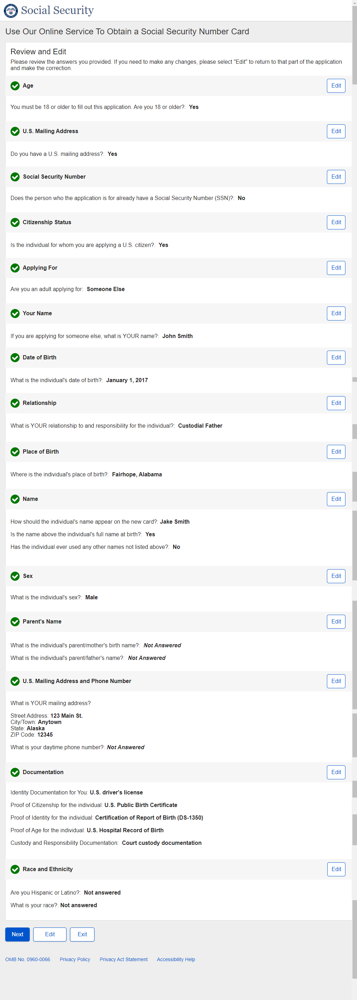 Social Security
Use Our Online Service To Obtain a Social Security Number Card
Review and Edit
Please review the answers you provided. If you need to make any changes, please select "Edit" to return to that part of the application
and make the correction.
Age Edit
You must be 18 or older to fill out this application. Are you 18 or older?: Yes
U.S. Mailing Address Edit
Do you have a U.S. mailing address?: Yes
Social Security Number Edit
Does the person who the application is for already have a Social Security Number (SSN)?: No
Citizenship Status Edit
Is the individual for whom you are applying a U.S. citizen?: Yes
Applying For Edit
Are you an adult applying for: Someone Else
Your Name Edit
If you are applying for someone else, what is YOUR name?: John Smith
Date of Birth Edit
What is the individual's date of birth?: January 1, 2017
Relationship Edit
What is YOUR relationship to and responsibility for the individual?: Custodial Father
Place of Birth Edit
Where is the individual's place of birth?: Fairhope, Alabama
Name Edit
How should the individual's name appear on the new card?: Jake Smith
Is the name above the individual's full name at birth?: Yes
Has the individual ever used any other names not listed above?: No
Sex Edit
What is the individual's sex?: Male
Parent's Name Edit
What is the individual's parent/mother's birth name?: Not Answered
What is the individual's parent/father's name?: Not Answered
U.S. Mailing Address and Phone Number Edit
What is YOUR mailing address?
Street Address: 123 Main St.
City/Town: Anytown
State: Alaska
ZIP Code: 12345
What is your daytime phone number?: Not Answered
Documentation Edit
Identity Documentation for You: U.S. driver's license
Proof of Citizenship for the individual: U.S. Public Birth Certificate
Proof of Identity for the individual: Certification of Report of Birth (DS-1350)
Proof of Age for the individual: U.S. Hospital Record of Birth
Custody and Responsibility Documentation: Court custody documentation
Race and Ethnicity Edit
Are you Hispanic or Latino?: Not answered
What is your race?: Not answered
Next Edit Exit
OMB No. 0960-0066 Privacy Policy Privacy Act Statement Accessibility Help